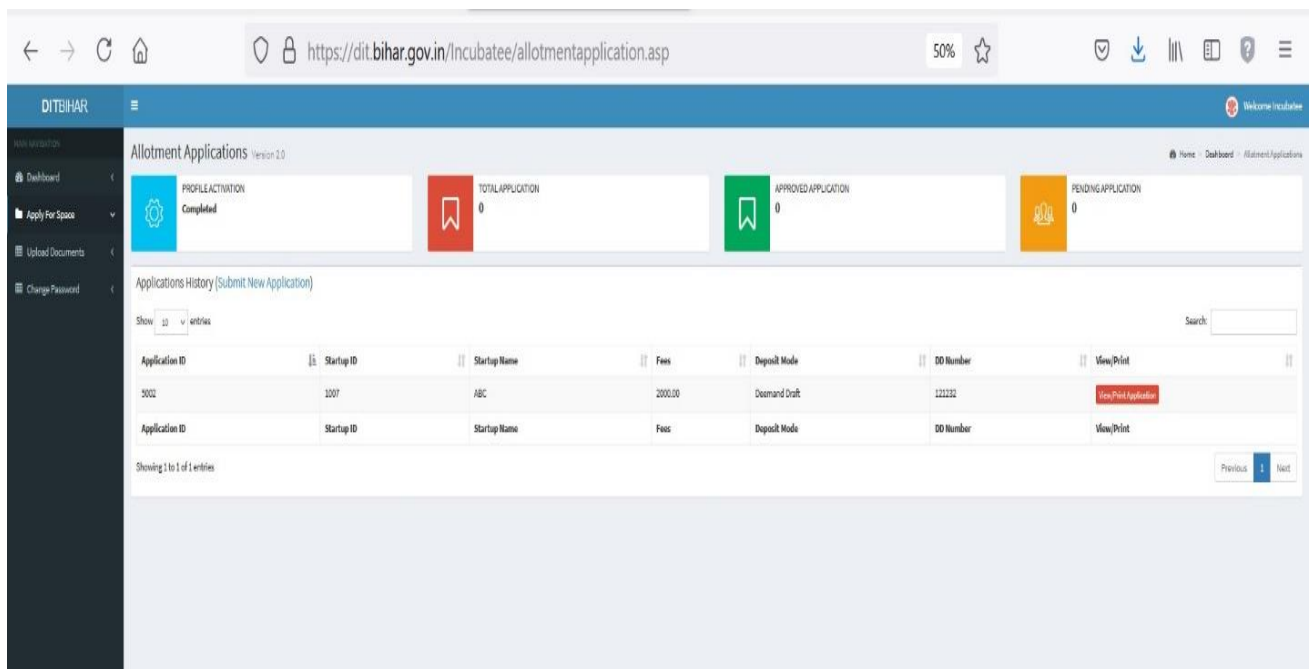 https://dit.bihar.gov.in/Incubatee/allotmentapplication.asp 50%
DITBIHAR Welcome Incubatee
MAIN NAVIGATION
Dashboard
Apply For Space
Upload Documents
Change Password
Allotment Applications Version 2.0 Home Dashboard Allotment Applications
PROFILE ACTIVATION
Completed
TOTAL APPLICATION
0
APPROVED APPLICATION
0
PENDING APPLICATION
0
Applications History (Submit New Application)
Show 10 entries Search:
Application ID Startup ID Startup Name Fees Deposit Mode DD Number View/Print
5002 1007 ABC 2000.00 Deemand Draft 121232 View/Print Application
Application ID Startup ID Startup Name Fees Deposit Mode DD Number View/Print
Showing 1 to 1 of 1 entries Previous 1 Next